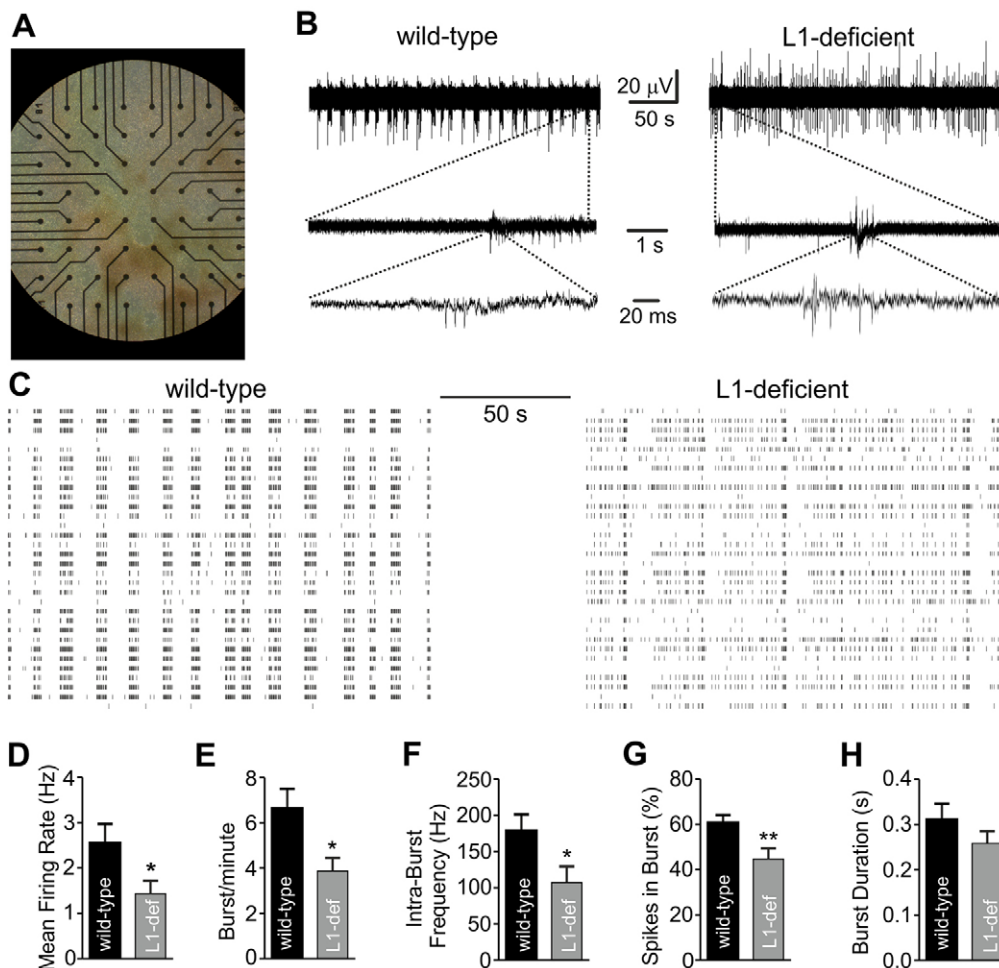 A
B
wild-type
L1-deficient
20 µV
50 s
1 s
20 ms
C
wild-type
50 s
L1-deficient
D
Mean Firing Rate (Hz)
4
3
2
1
0
wild-type
*
L1-def
E
Burst/minute
8
6
4
2
0
wild-type
*
L1-def
F
Intra-Burst
Frequency (Hz)
250
200
150
100
50
0
wild-type
*
L1-def
G
Spikes in Burst (%)
80
60
40
20
0
wild-type
**
L1-def
H
Burst Duration (s)
0.4
0.3
0.2
0.1
0.0
wild-type
L1-def